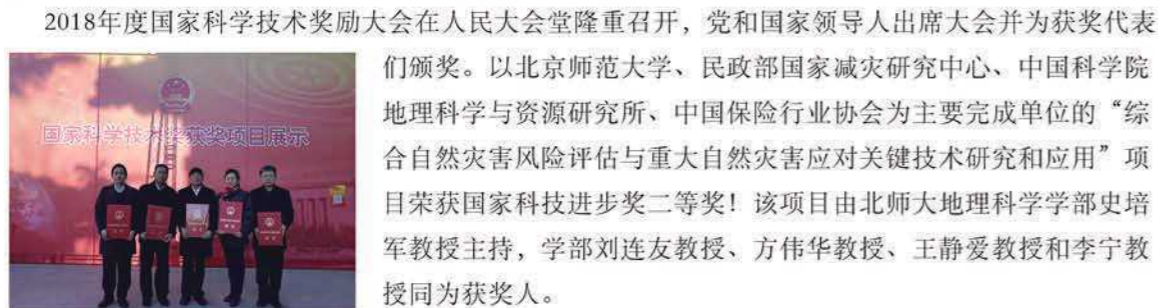 2018年度国家科学技术奖励大会在人民大会堂隆重召开，党和国家领导人出席大会并为获奖代表
们颁奖。以北京师范大学、民政部国家减灾研究中心、中国科学院
地理科学与资源研究所、中国保险行业协会为主要完成单位的“综
合自然灾害风险评估与重大自然灾害应对关键技术研究和应用”项
目荣获国家科技进步奖二等奖！该项目由北师大地理科学学部史培
军教授主持，学部刘连友教授、方伟华教授、王静爱教授和李宁教
授同为获奖人。
国家科学技术奖获奖项目展示